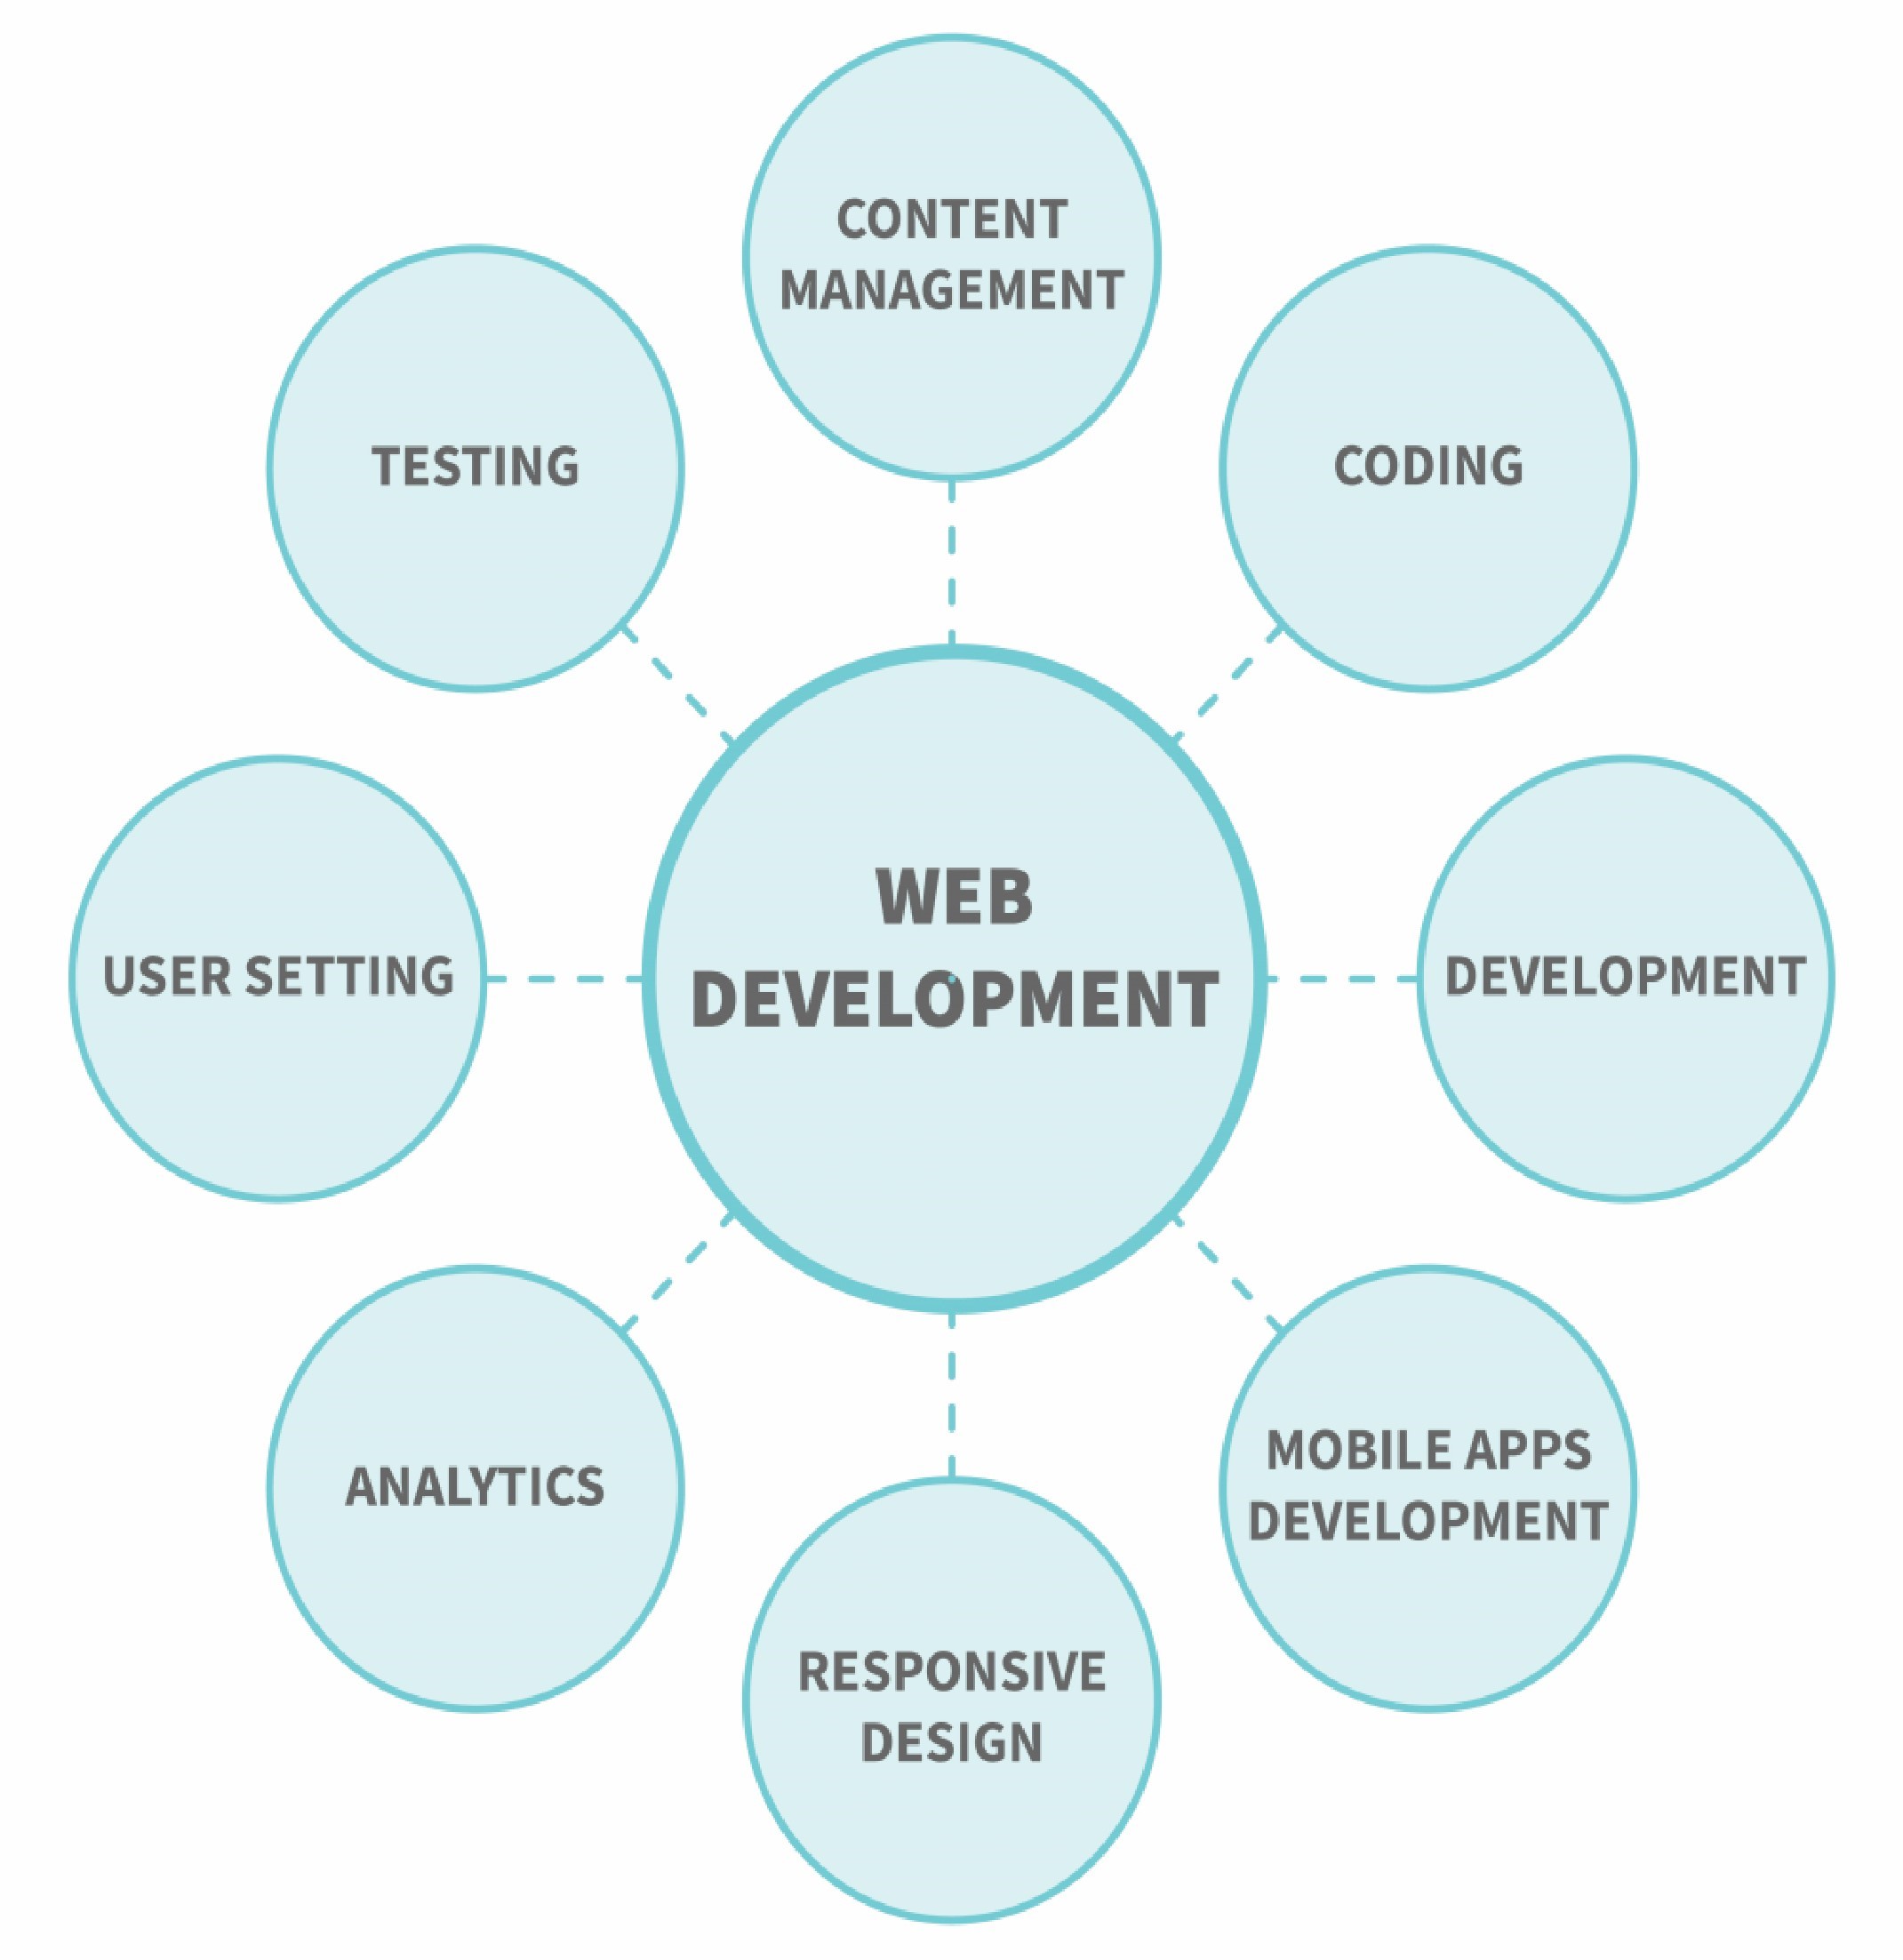 CONTENT
MANAGEMENT
TESTING
CODING
WEB
DEVELOPMENT
USER SETTING
DEVELOPMENT
ANALYTICS
MOBILE APPS
DEVELOPMENT
RESPONSIVE
DESIGN